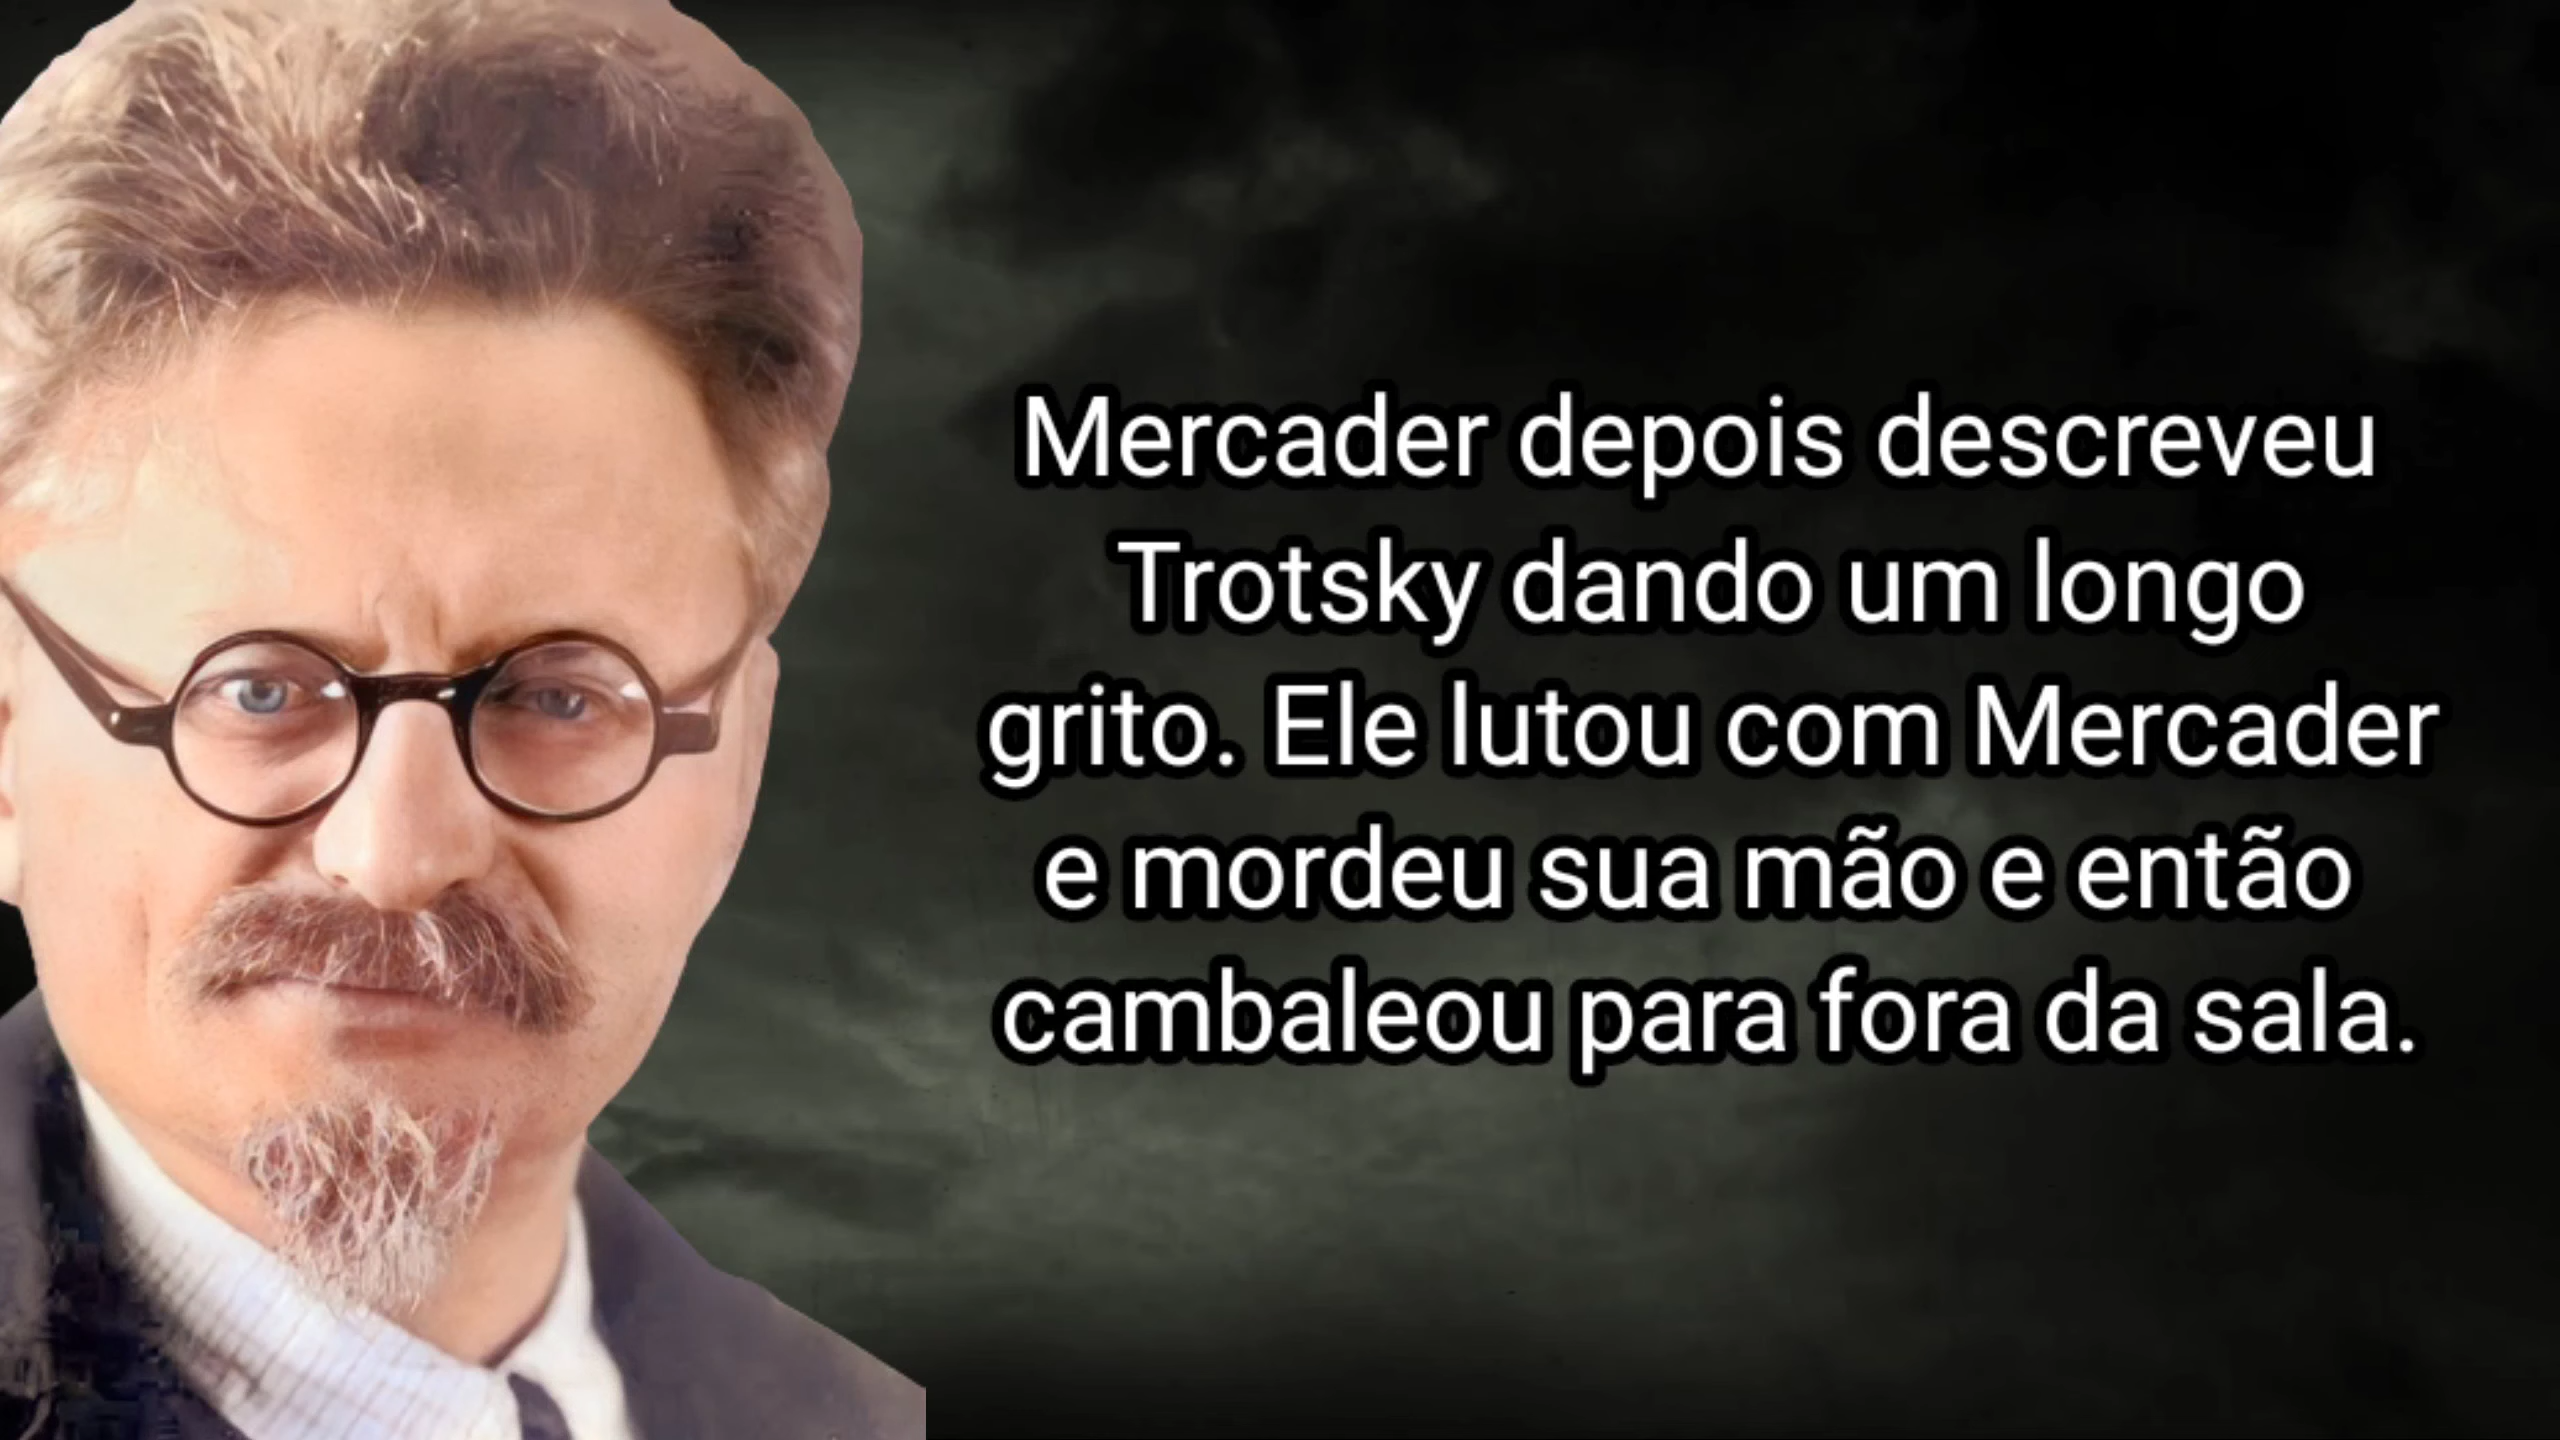 Mercader depois descreveu
Trotsky dando um longo
grito. Ele lutou com Mercader
e mordeu sua mão e então
cambaleou para fora da sala.